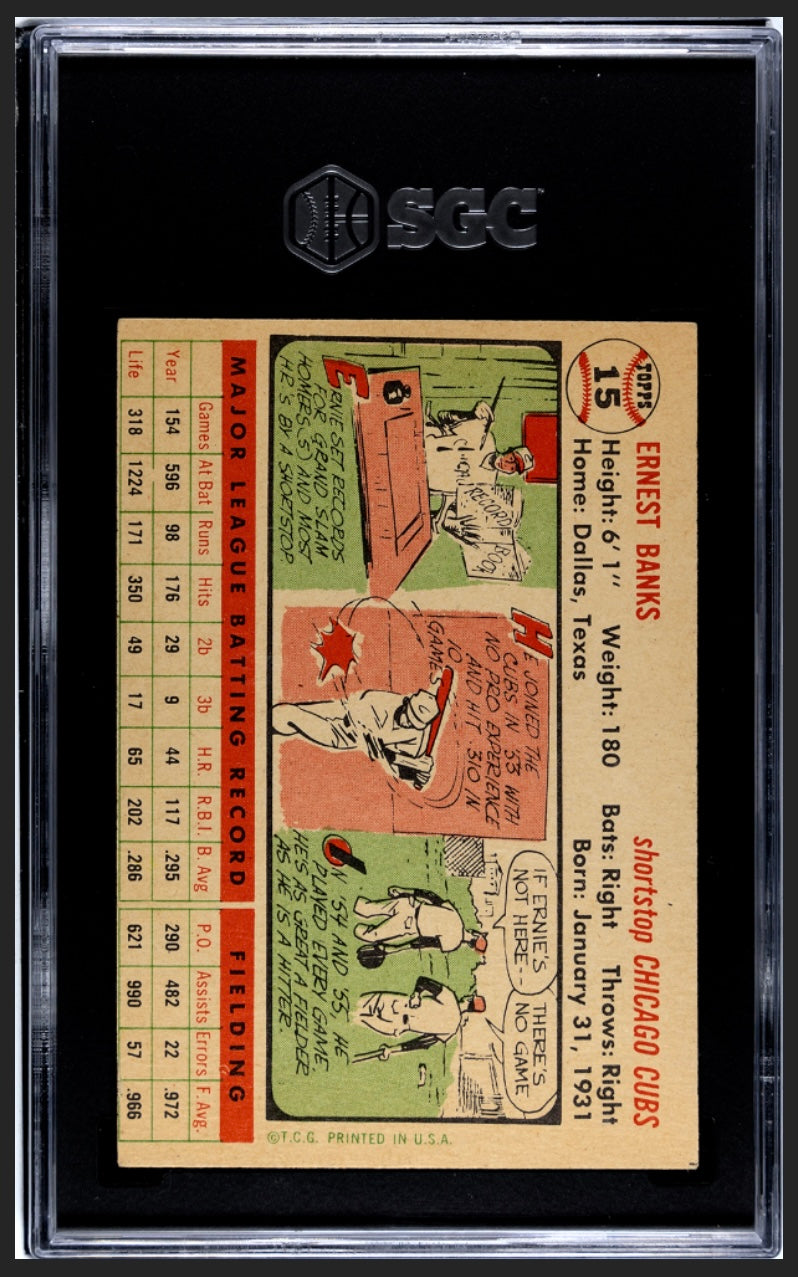 SGC
TOPPS
15
ERNEST BANKS
shortstop CHICAGO CUBS
Height: 6' 1" Weight: 180 Bats: Right Throws: Right
Home: Dallas, Texas Born: January 31, 1931
CHICA
RECORD BOOK
ERNIE SET RECORDS
FOR GRAND SLAM
HOMERS (5) AND MOST
H.R.'S BY A SHORTSTOP
HE JOINED THE
CUBS IN '53 WITH
NO PRO EXPERIENCE
AND HIT .310 IN
10
GAMES
IF ERNIE'S
NOT HERE--
THERE'S
NO GAME
IN '54 AND '55, HE
PLAYED EVERY GAME.
HE'S AS GREAT A FIELDER
AS HE IS A HITTER
MAJOR LEAGUE BATTING RECORD FIELDING
Games At Bat Runs Hits 2b 3b H.R. R.B.I. B. Avg P.O. Assists Errors F. Avg.
Year 154 596 98 176 29 9 44 117 .295 290 482 22 .972
Life 318 1224 171 350 49 17 65 202 .286 621 990 57 .966
©T.C.G. PRINTED IN U.S.A.